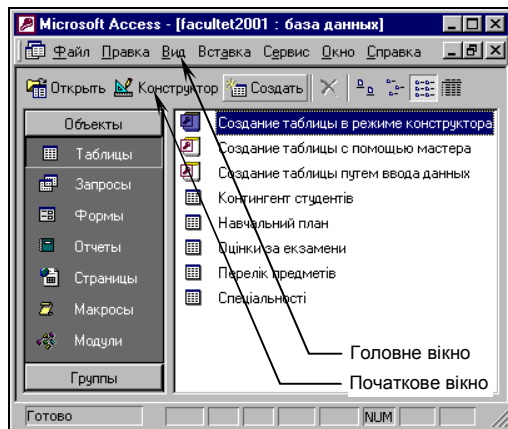 Microsoft Access - [facultet2001 : база данных]
Файл Правка Вид Вставка Сервис Окно Справка
Открыть Конструктор Создать
Объекты
Таблицы
Запросы
Формы
Отчеты
Страницы
Макросы
Модули
Группы
Создание таблицы в режиме конструктора
Создание таблицы с помощью мастера
Создание таблицы путем ввода данных
Контингент студентів
Навчальний план
Оцінки за екзамени
Перелік предметів
Спеціальності
Головне вікно
Початкове вікно
Готово NUM